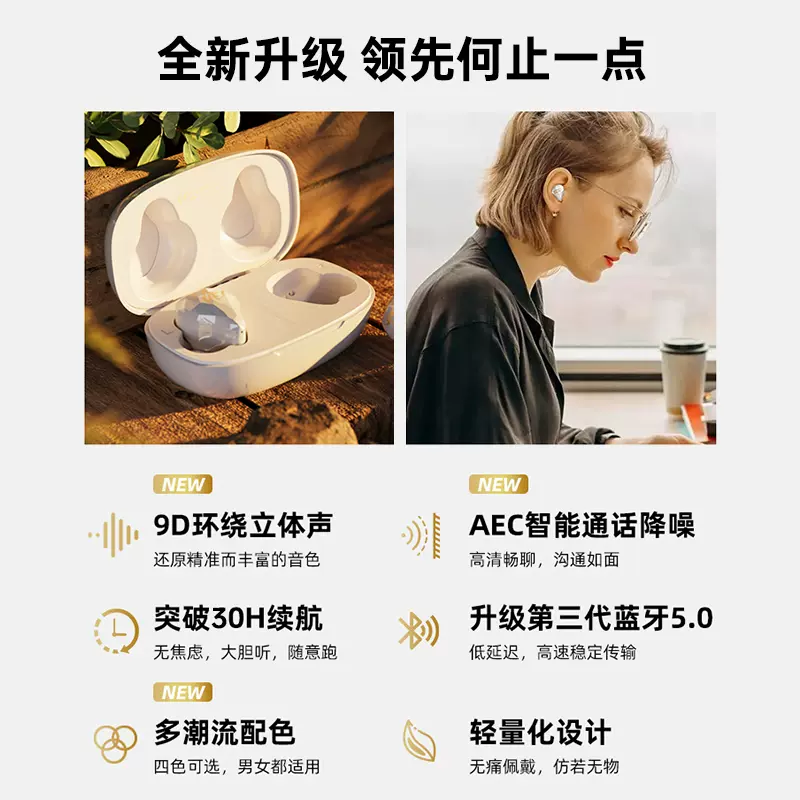 全新升级 领先何止一点
NEW
9D环绕立体声
还原精准而丰富的音色
NEW
AEC智能通话降噪
高清畅聊，沟通如面
突破30H续航
无焦虑，大胆听，随意跑
升级第三代蓝牙5.0
低延迟，高速稳定传输
NEW
多潮流配色
四色可选，男女都适用
轻量化设计
无痛佩戴，仿若无物